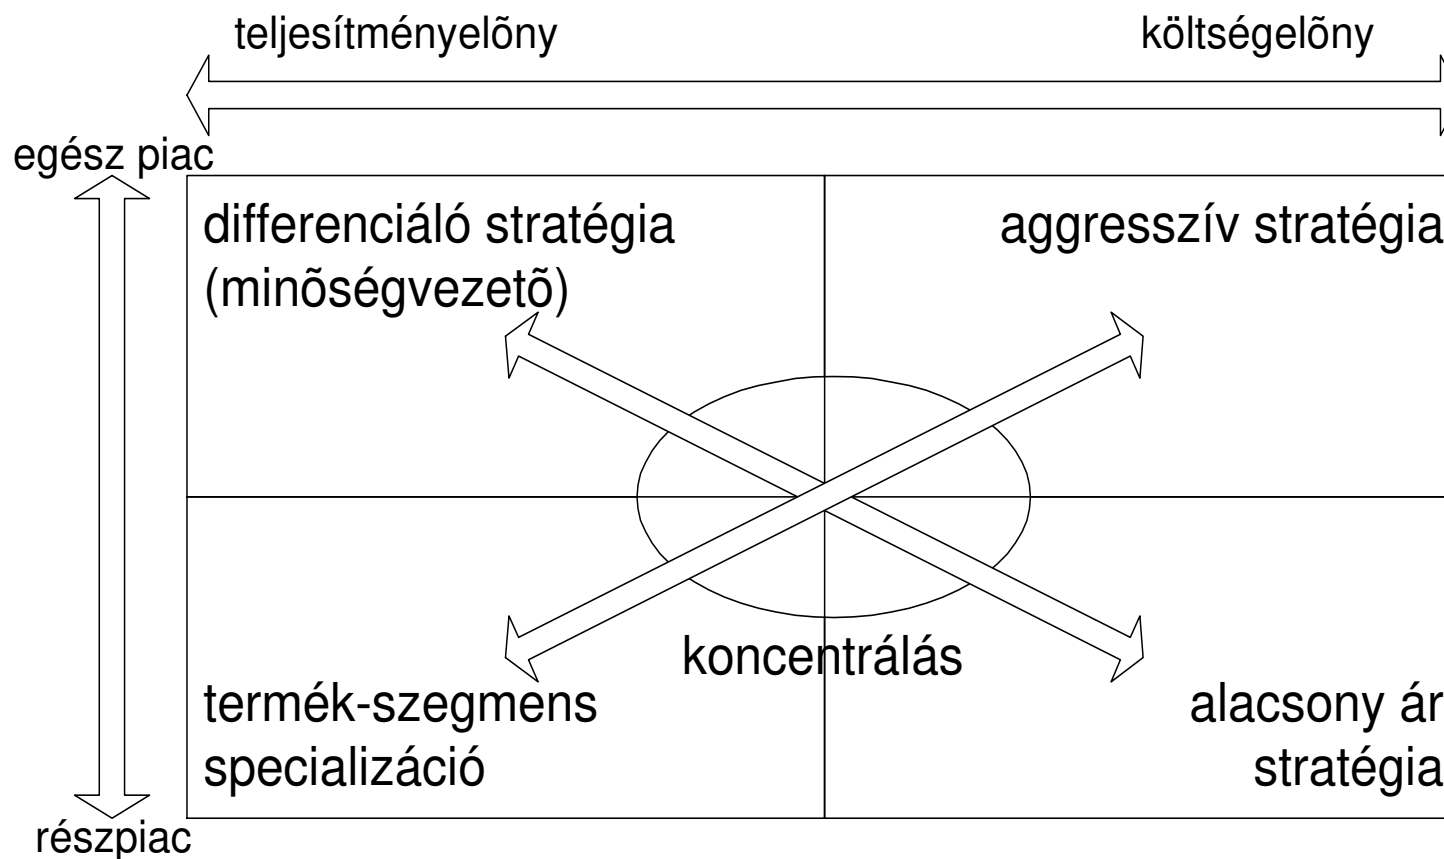 teljesítményelõny
költségelõny
egész piac
differenciáló stratégia
(minõségvezetõ)
aggresszív stratégia
koncentrálás
termék-szegmens
specializáció
alacsony ár
stratégia
részpiac